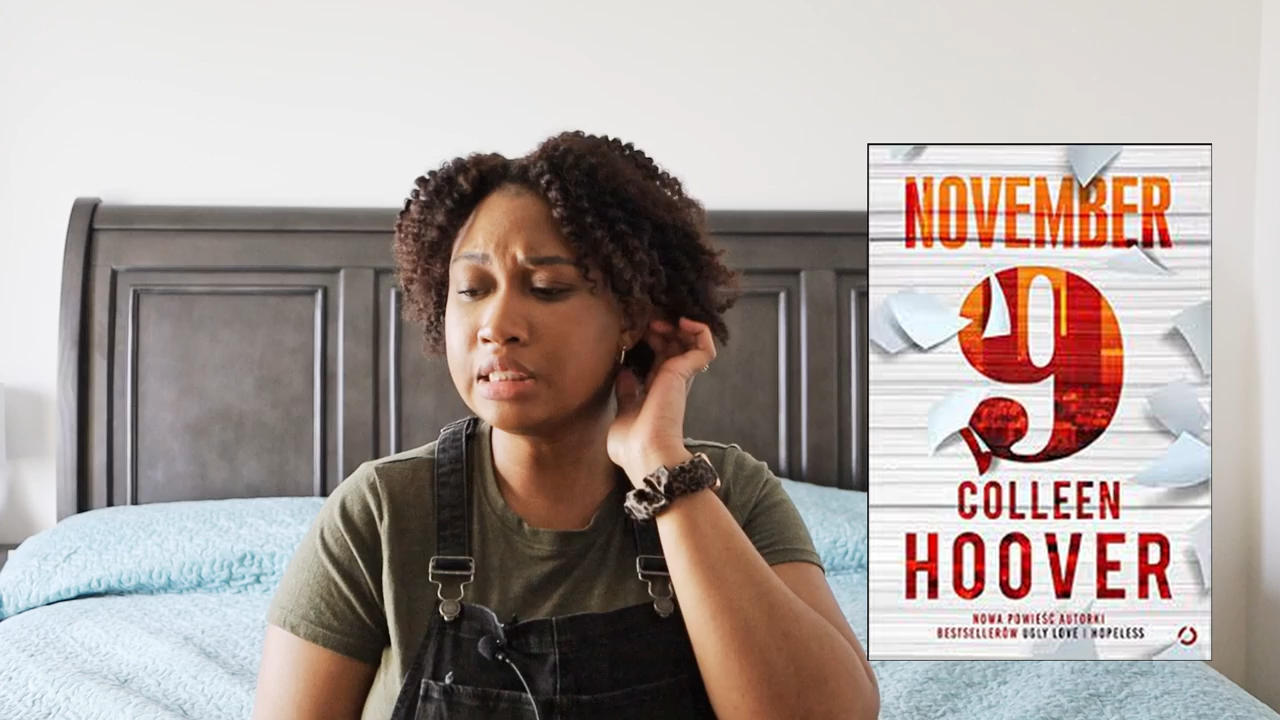 NOVEMBER
9
COLLEEN
HOOVER
NOWA POWIEŚĆ AUTORKI
BESTSELLERÓW UGLY LOVE I HOPELESS